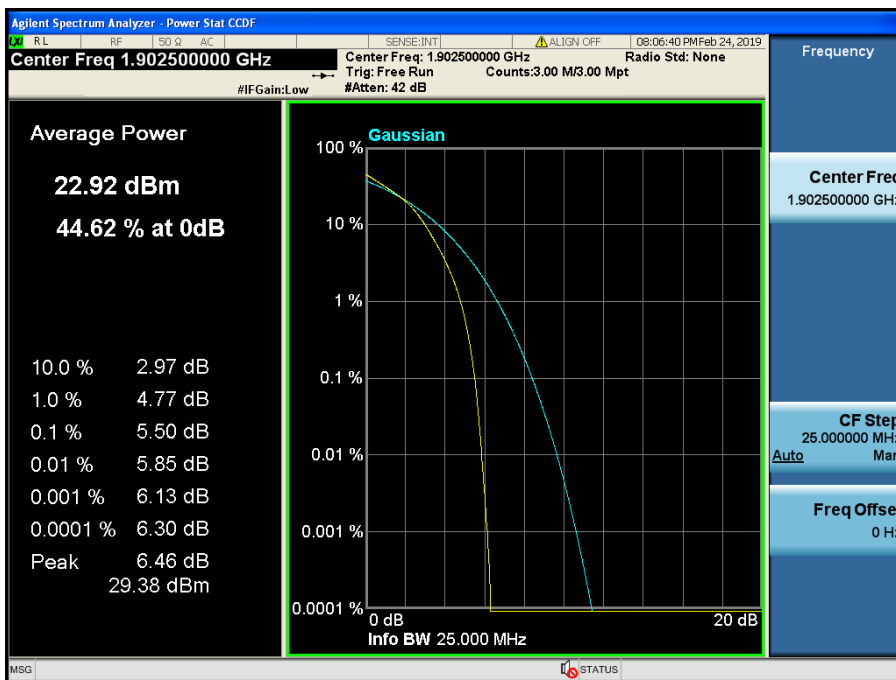 Agilent Spectrum Analyzer - Power Stat CCDF
LXI RL RF 50 Ω AC SENSE:INT ALIGN OFF 08:06:40 PM Feb 24, 2019
Center Freq 1.902500000 GHz
Center Freq: 1.902500000 GHz Radio Std: None
Trig: Free Run Counts:3.00 M/3.00 Mpt
#IFGain:Low #Atten: 42 dB
Frequency
Average Power
22.92 dBm
44.62 % at 0dB
10.0 % 2.97 dB
1.0 % 4.77 dB
0.1 % 5.50 dB
0.01 % 5.85 dB
0.001 % 6.13 dB
0.0001 % 6.30 dB
Peak 6.46 dB
29.38 dBm
Gaussian
100 %
10 %
1 %
0.1 %
0.01 %
0.001 %
0.0001 %
0 dB 20 dB
Info BW 25.000 MHz
Center Freq
1.902500000 GHz
CF Step
25.000000 MHz
Auto Man
Freq Offse
0 Hz
MSG STATUS